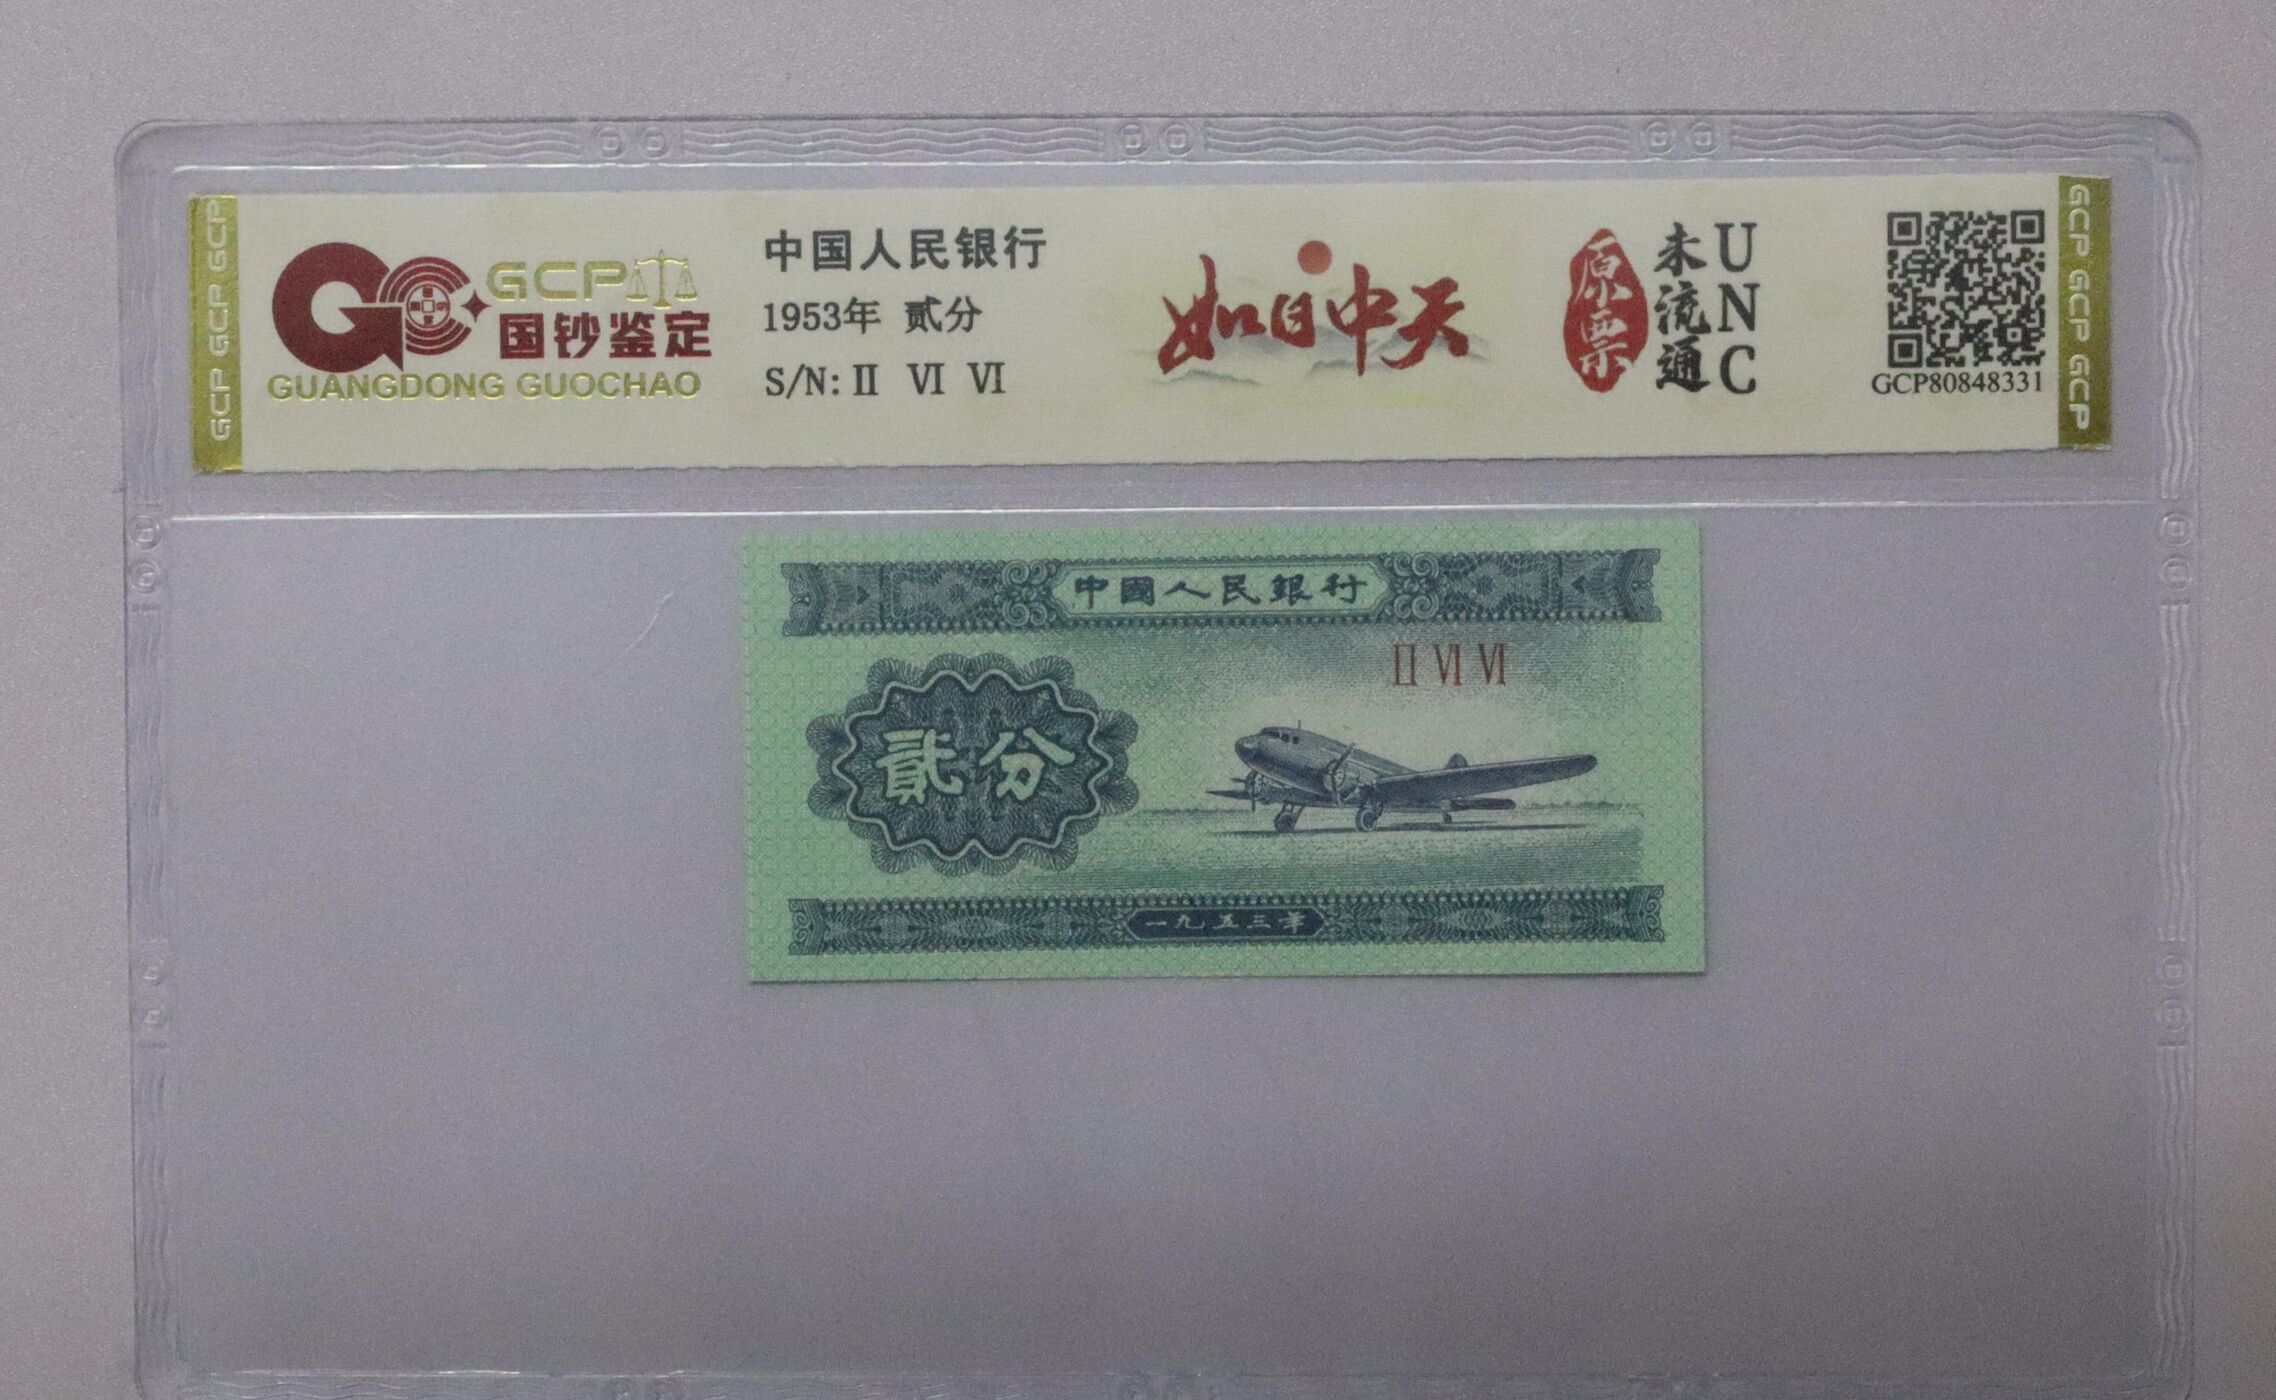 GCP GCP GCP
GCP
国钞鉴定
GUANGDONG GUOCHAO
中国人民银行
1953年 贰分
S/N: II VI VI
如日中天
原票
未流通
UNC
GCP80848331
GCP GCP GCP
中國人民銀行
II VI VI
貳分
一九五三年